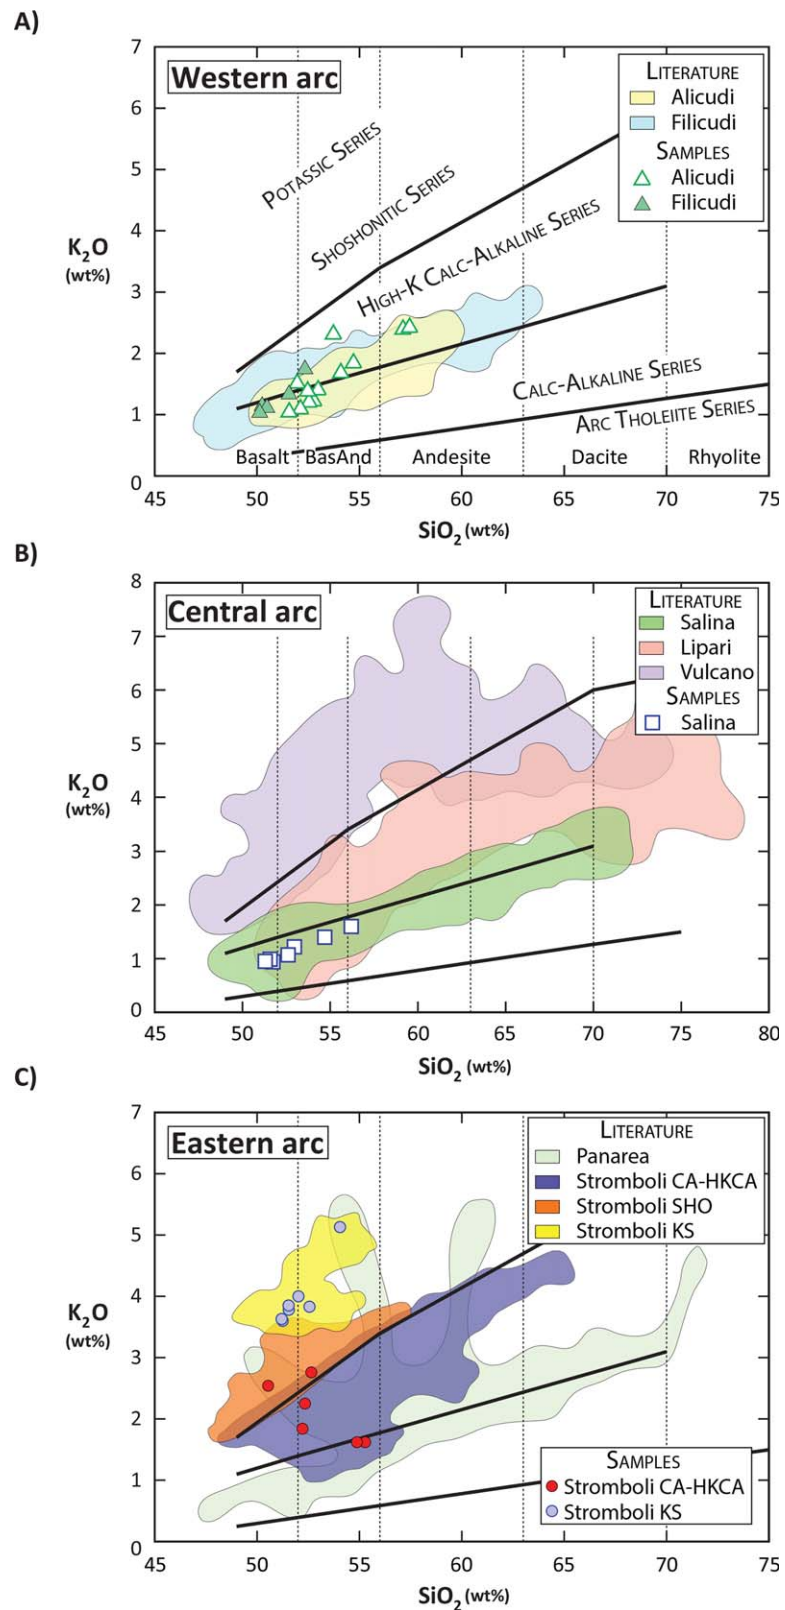 A)
Western arc
LITERATURE
Alicudi
Filicudi
SAMPLES
Alicudi
Filicudi
POTASSIC SERIES
SHOSHONITIC SERIES
HIGH-K CALC-ALKALINE SERIES
CALC-ALKALINE SERIES
ARC THOLEIITE SERIES
Basalt BasAnd Andesite Dacite Rhyolite
K2O
(wt%)
7
6
5
4
3
2
1
0
45 50 55 60 65 70 75
SiO2 (wt%)
B)
Central arc
LITERATURE
Salina
Lipari
Vulcano
SAMPLES
Salina
K2O
(wt%)
8
7
6
5
4
3
2
1
0
45 50 55 60 65 70 75 80
SiO2 (wt%)
C)
Eastern arc
LITERATURE
Panarea
Stromboli CA-HKCA
Stromboli SHO
Stromboli KS
SAMPLES
Stromboli CA-HKCA
Stromboli KS
K2O
(wt%)
7
6
5
4
3
2
1
0
45 50 55 60 65 70 75
SiO2 (wt%)